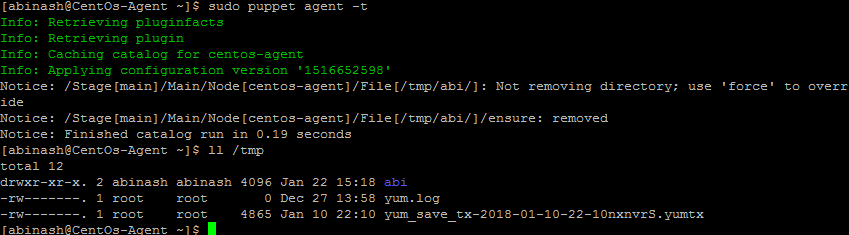 [abinash@CentOs-Agent ~]$ sudo puppet agent -t
Info: Retrieving pluginfacts
Info: Retrieving plugin
Info: Caching catalog for centos-agent
Info: Applying configuration version '1516652598'
Notice: /Stage[main]/Main/Node[centos-agent]/File[/tmp/abi/]: Not removing directory; use 'force' to overr
ide
Notice: /Stage[main]/Main/Node[centos-agent]/File[/tmp/abi/]/ensure: removed
Notice: Finished catalog run in 0.19 seconds
[abinash@CentOs-Agent ~]$ ll /tmp
total 12
drwxr-xr-x. 2 abinash abinash 4096 Jan 22 15:18 abi
-rw-------. 1 root    root       0 Dec 27 13:58 yum.log
-rw-------. 1 root    root    4865 Jan 10 22:10 yum_save_tx-2018-01-10-22-10nxnvrS.yumtx
[abinash@CentOs-Agent ~]$